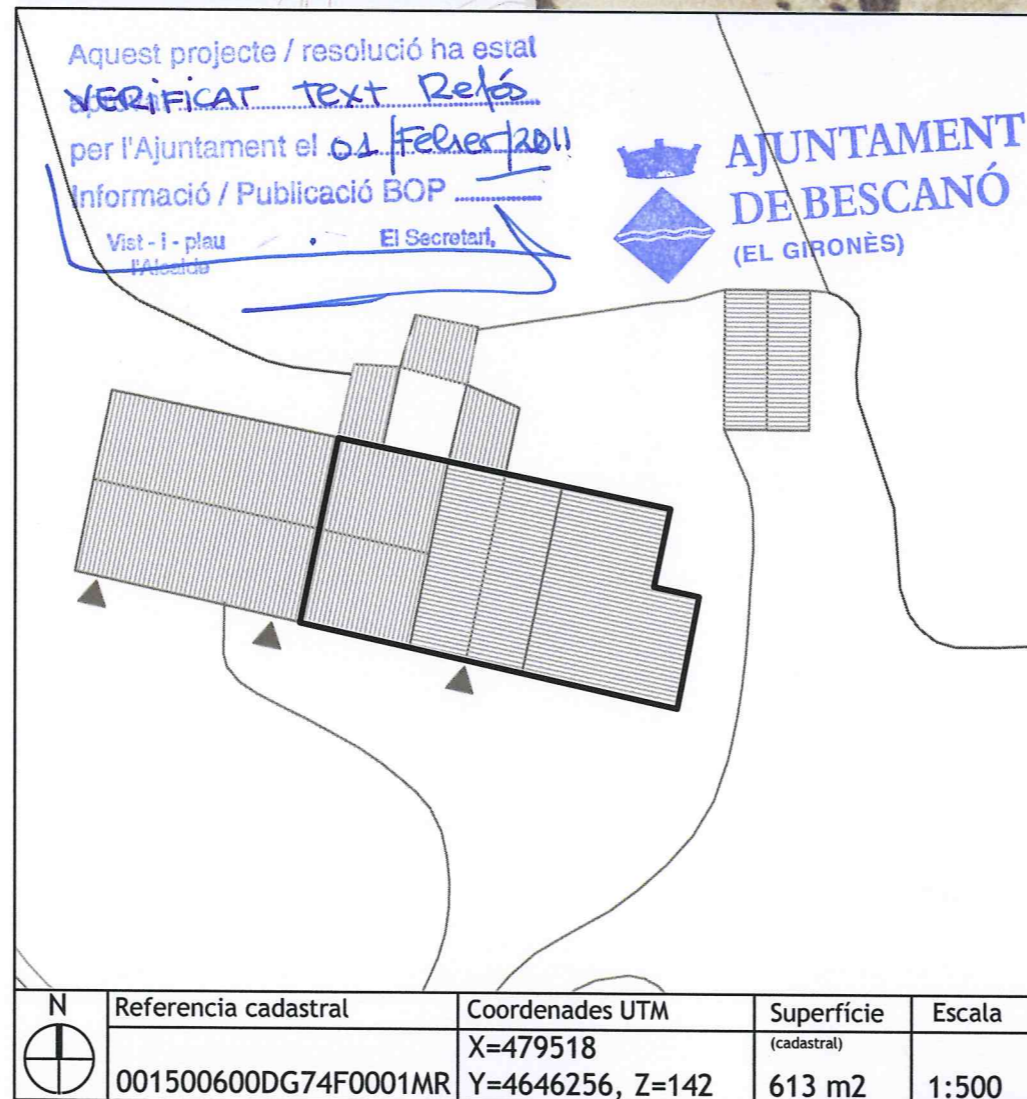 Aquest projecte / resolució ha estat
VERIFICAT TEXT Refós
per l'Ajuntament el 01 / Febrer / 2011
Informació / Publicació BOP
Vist - i - plau El Secretari,
l'Alcalde
AJUNTAMENT
DE BESCANÓ
(EL GIRONÈS)
N
Referencia cadastral
001500600DG74F0001MR
Coordenades UTM
X=479518
Y=4646256, Z=142
Superfície
(cadastral)
613 m2
Escala
1:500